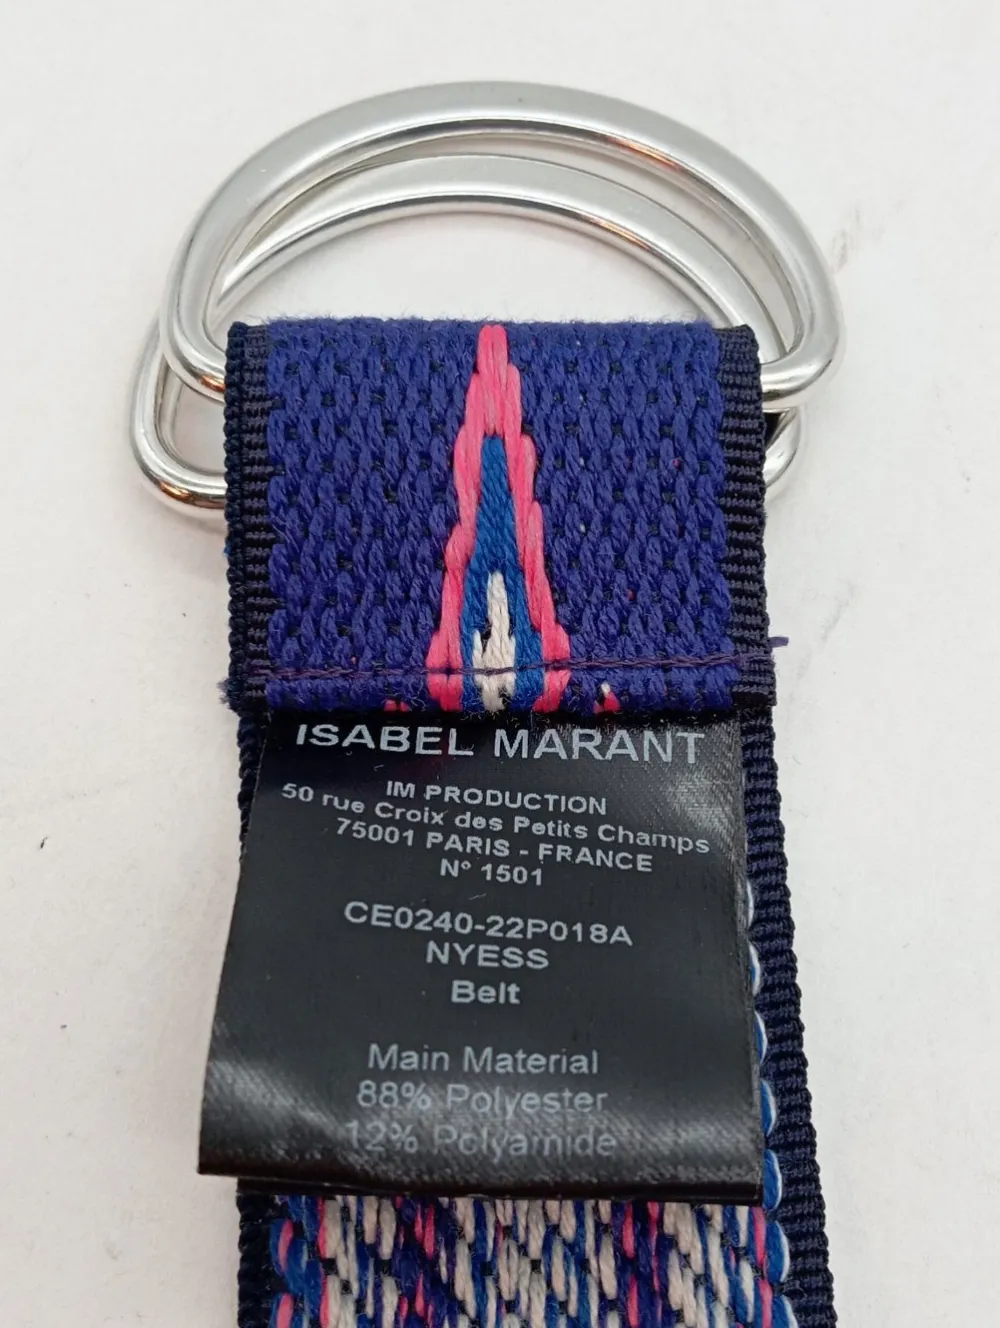 ISABEL MARANT
IM PRODUCTION
50 rue Croix des Petits Champs
75001 PARIS - FRANCE
N° 1501
CE0240-22P018A
NYESS
Belt
Main Material
88% Polyester
12% Polyamide